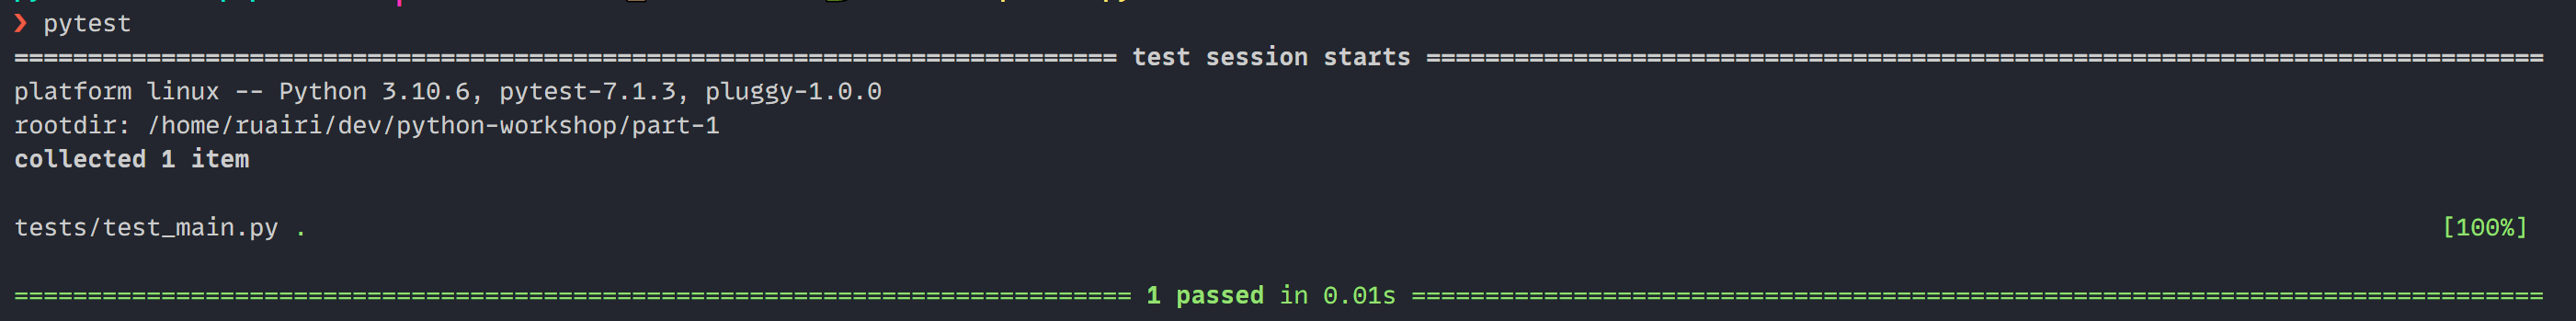 ❯ pytest
=========================================================================== test session starts ============================================================================
platform linux -- Python 3.10.6, pytest-7.1.3, pluggy-1.0.0
rootdir: /home/ruairi/dev/python-workshop/part-1
collected 1 item
tests/test_main.py . [100%]
============================================================================ 1 passed in 0.01s =============================================================================